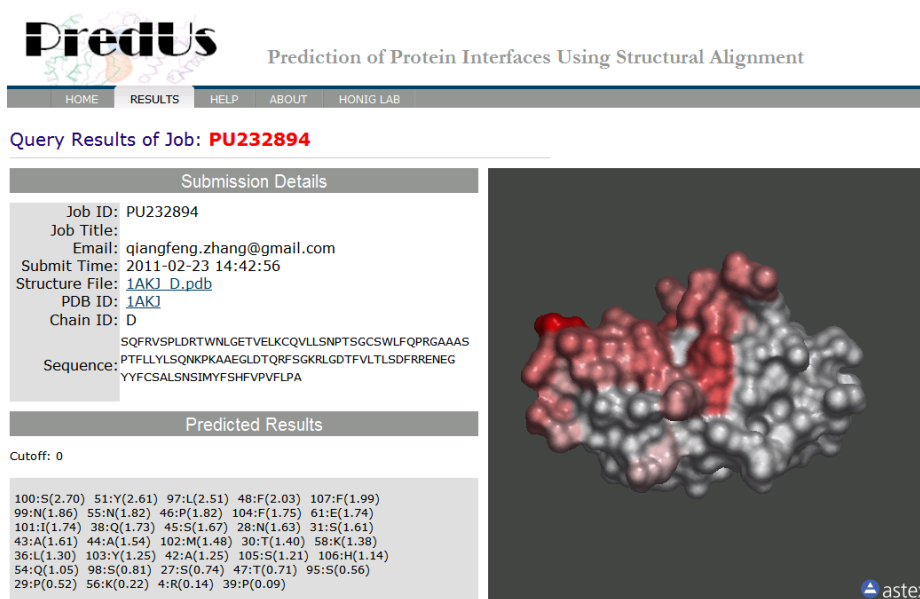 PredUs
Prediction of Protein Interfaces Using Structural Alignment
HOME RESULTS HELP ABOUT HONIG LAB
Query Results of Job: PU232894
Submission Details
Job ID: PU232894
Job Title:
Email: qiangfeng.zhang@gmail.com
Submit Time: 2011-02-23 14:42:56
Structure File: 1AKJ_D.pdb
PDB ID: 1AKJ
Chain ID: D
Sequence:
SQFRVSPLDRTWNLGETVELKCQVLLSNPTSGCSWLFQPRGAAAS
PTFLLYLSQNKPKAAEGLDTQRFSGKRLGDTFVLTLSDFRRENEG
YYFCSALSNSIMYFSHFVPVFLPA
Predicted Results
Cutoff: 0
100:S(2.70) 51:Y(2.61) 97:L(2.51) 48:F(2.03) 107:F(1.99)
99:N(1.86) 55:N(1.82) 46:P(1.82) 104:F(1.75) 61:E(1.74)
101:I(1.74) 38:Q(1.73) 45:S(1.67) 28:N(1.63) 31:S(1.61)
43:A(1.61) 44:A(1.54) 102:M(1.48) 30:T(1.40) 58:K(1.38)
36:L(1.30) 103:Y(1.25) 42:A(1.25) 105:S(1.21) 106:H(1.14)
54:Q(1.05) 98:S(0.81) 27:S(0.74) 47:T(0.71) 95:S(0.56)
29:P(0.52) 56:K(0.22) 4:R(0.14) 39:P(0.09)
astex